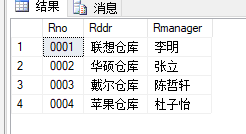 结果 消息
Rno Rddr Rmanager
1 0001 联想仓库 李明
2 0002 华硕仓库 张立
3 0003 戴尔仓库 陈哲轩
4 0004 苹果仓库 杜子怡